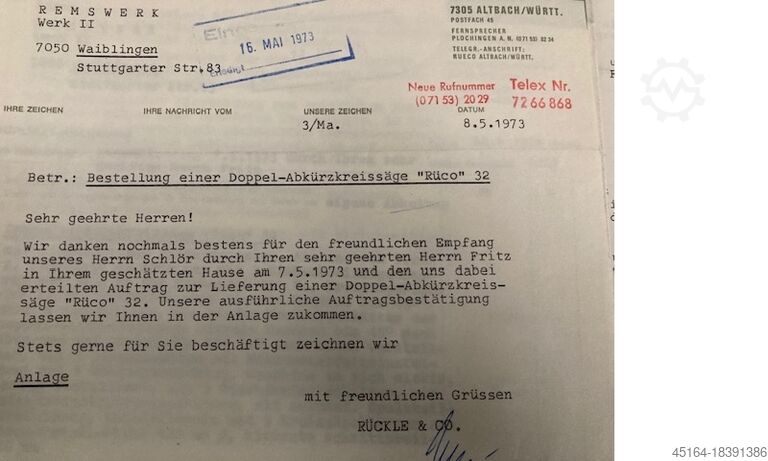 R E M S W E R K
Werk II
7050 Waiblingen
Stuttgarter Str. 83
16. MAI 1973
Erledigt
7305 ALTBACH/WÜRTT.
POSTFACH 45
FERNSPRECHER
PLOCHINGEN A. N. (0 71 53) 82 34
TELEGR.-ANSCHRIFT:
RUECO ALTBACH/WÜRTT.
Neue Rufnummer
(0 71 53) 20 29
Telex Nr.
72 66 868
IHRE ZEICHEN IHRE NACHRICHT VOM UNSERE ZEICHEN DATUM
3/Ma. 8.5.1973
Betr.: Bestellung einer Doppel-Abkürzkreissäge "Rüco" 32
Sehr geehrte Herren!
Wir danken nochmals bestens für den freundlichen Empfang
unseres Herrn Schlör durch Ihren sehr geehrten Herrn Fritz
in Ihrem geschätzten Hause am 7.5.1973 und den uns dabei
erteilten Auftrag zur Lieferung einer Doppel-Abkürzkreis-
säge "Rüco" 32. Unsere ausführliche Auftragsbestätigung
lassen wir Ihnen in der Anlage zukommen.
Stets gerne für Sie beschäftigt zeichnen wir
Anlage
mit freundlichen Grüssen
RÜCKLE & CO.
45164-18391386